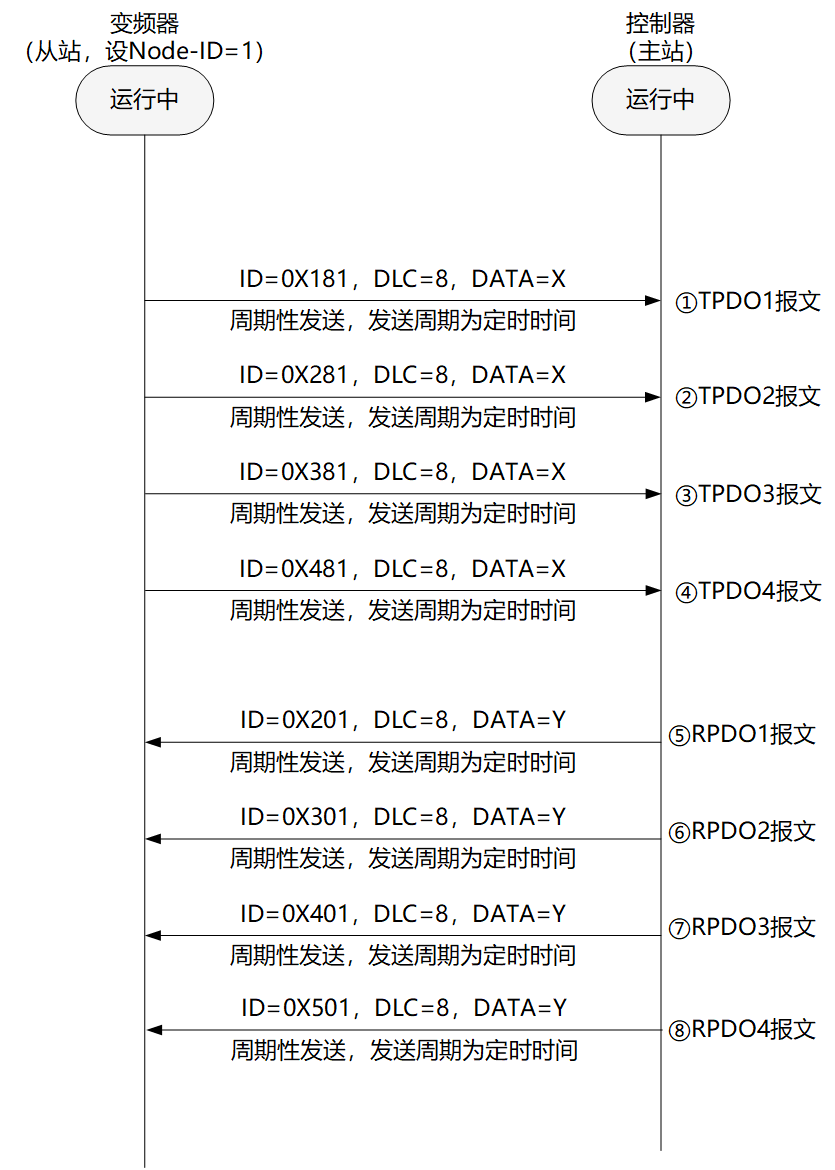 变频器
（从站，设Node-ID=1）
控制器
（主站）
运行中
运行中
ID=0X181，DLC=8，DATA=X
周期性发送，发送周期为定时时间
①TPDO1报文
ID=0X281，DLC=8，DATA=X
周期性发送，发送周期为定时时间
②TPDO2报文
ID=0X381，DLC=8，DATA=X
周期性发送，发送周期为定时时间
③TPDO3报文
ID=0X481，DLC=8，DATA=X
周期性发送，发送周期为定时时间
④TPDO4报文
ID=0X201，DLC=8，DATA=Y
周期性发送，发送周期为定时时间
⑤RPDO1报文
ID=0X301，DLC=8，DATA=Y
周期性发送，发送周期为定时时间
⑥RPDO2报文
ID=0X401，DLC=8，DATA=Y
周期性发送，发送周期为定时时间
⑦RPDO3报文
ID=0X501，DLC=8，DATA=Y
周期性发送，发送周期为定时时间
⑧RPDO4报文